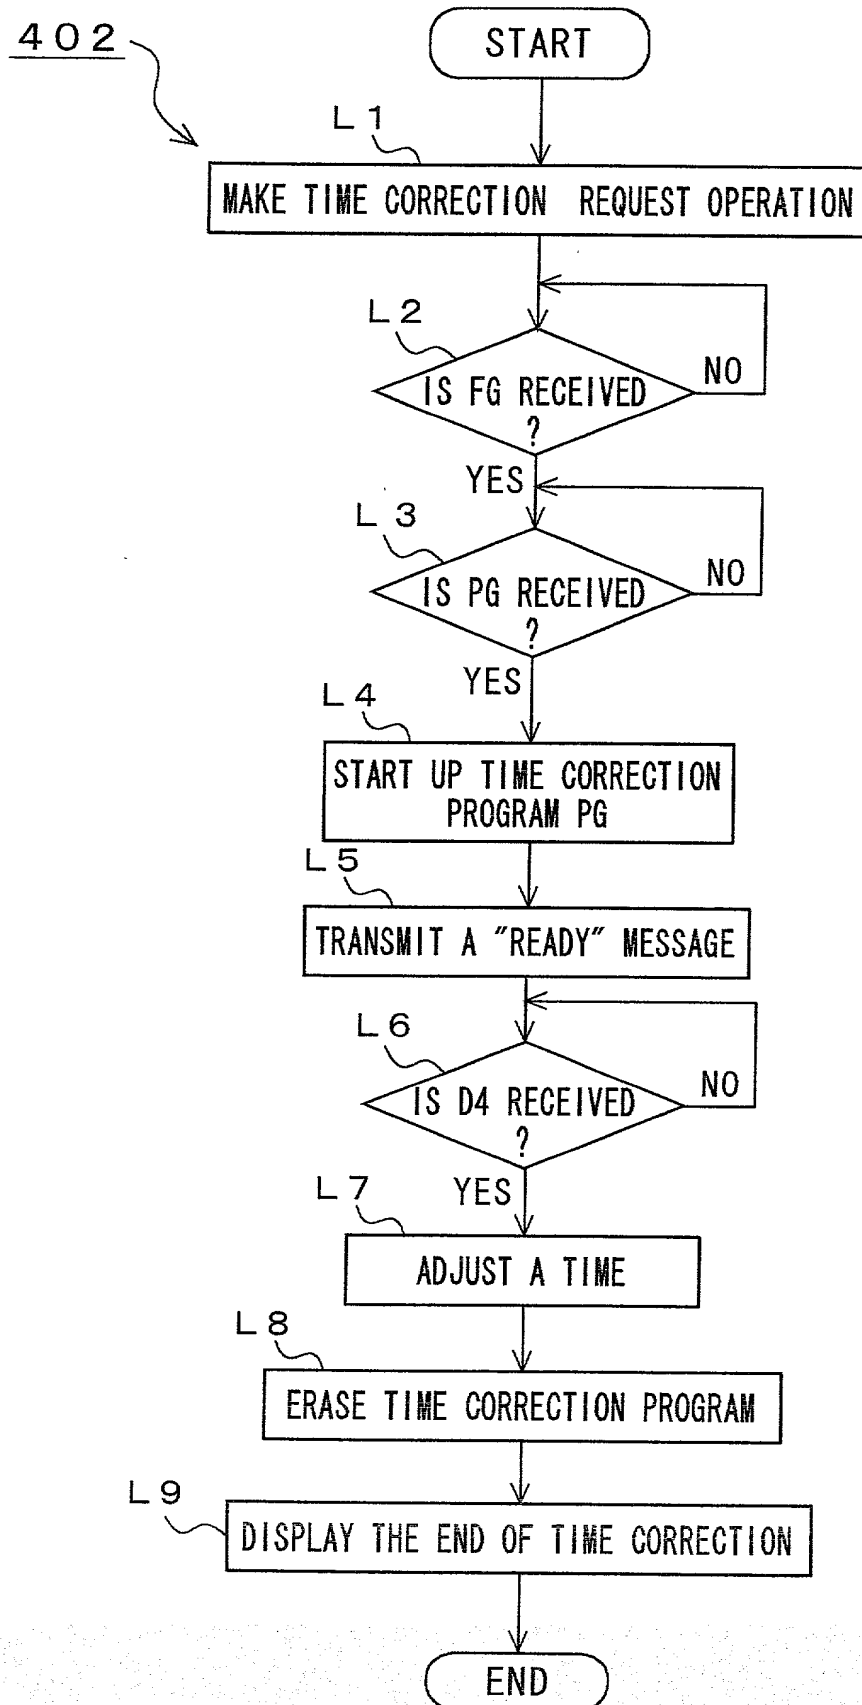 402
START
L1
MAKE TIME CORRECTION REQUEST OPERATION
L2
IS FG RECEIVED
?
NO
YES
L3
IS PG RECEIVED
?
NO
YES
L4
START UP TIME CORRECTION
PROGRAM PG
L5
TRANSMIT A "READY" MESSAGE
L6
IS D4 RECEIVED
?
NO
YES
L7
ADJUST A TIME
L8
ERASE TIME CORRECTION PROGRAM
L9
DISPLAY THE END OF TIME CORRECTION
END